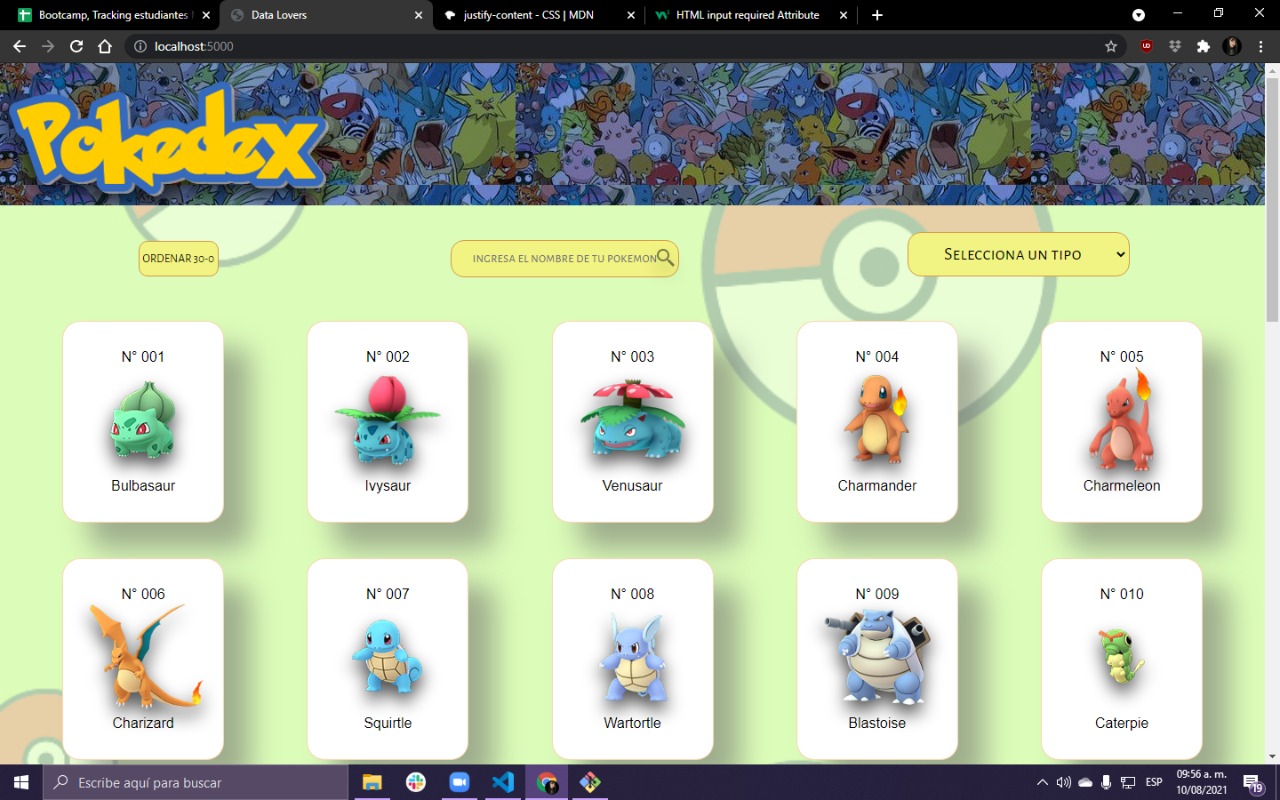 Bootcamp, Tracking estudiantes
Data Lovers
justify-content - CSS | MDN
HTML input required Attribute
localhost:5000
Pokedex
ORDENAR 30-0
INGRESA EL NOMBRE DE TU POKEMON
SELECCIONA UN TIPO
N° 001
N° 002
N° 003
N° 004
N° 005
Bulbasaur
Ivysaur
Venusaur
Charmander
Charmeleon
N° 006
N° 007
N° 008
N° 009
N° 010
Charizard
Squirtle
Wartortle
Blastoise
Caterpie
Escribe aquí para buscar
ESP
09:56 a. m.
10/08/2021
19